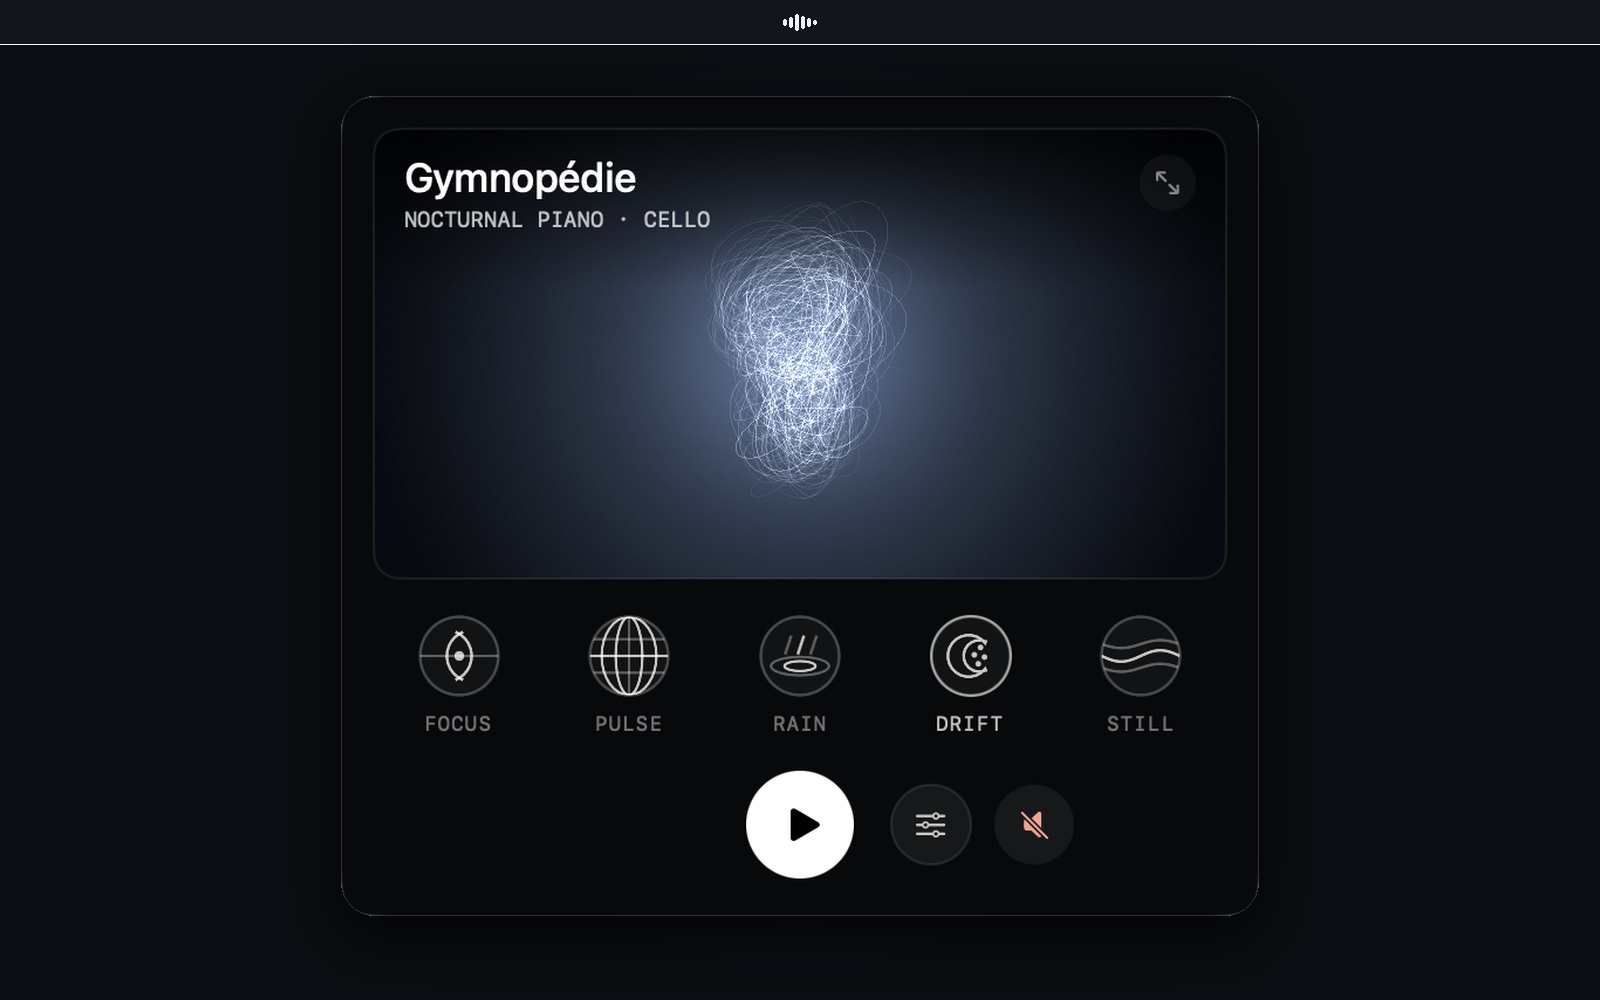 Gymnopédie
NOCTURNAL PIANO · CELLO
FOCUS
PULSE
RAIN
DRIFT
STILL